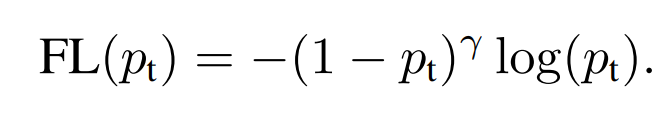 FL(pₜ) = −(1 − pₜ)^γ log(pₜ).